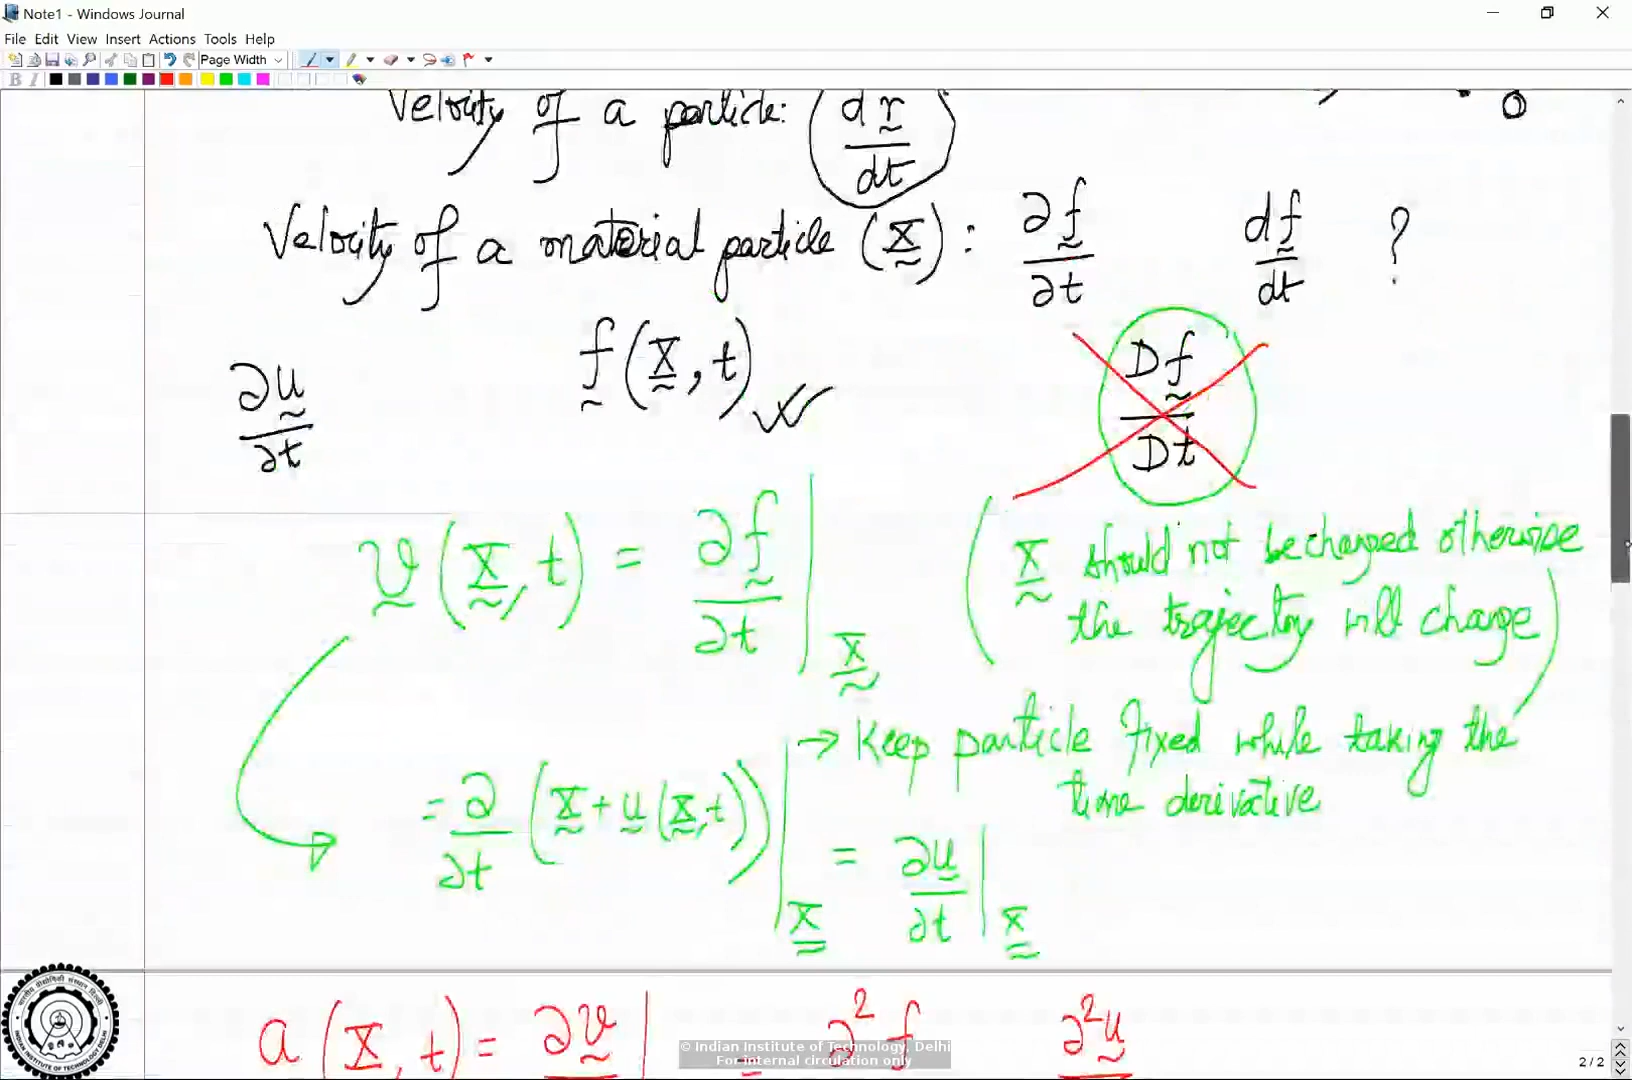 Note1 - Windows Journal
File Edit View Insert Actions Tools Help
Page Width
B I
Velocity of a particle: dr/dt
Velocity of a material particle (X): ∂f/∂t df/dt ?
∂u/∂t f(X, t) Df/Dt
v(X, t) = ∂f/∂t |X
(X should not be changed otherwise
the trajectory will change)
→ Keep particle fixed while taking the
time derivative
= ∂/∂t (X + u(X, t)) |X = ∂u/∂t |X
a(X, t) = ∂v | = ∂²f ∂²u
© Indian Institute of Technology, Delhi
For internal circulation only
2 / 2